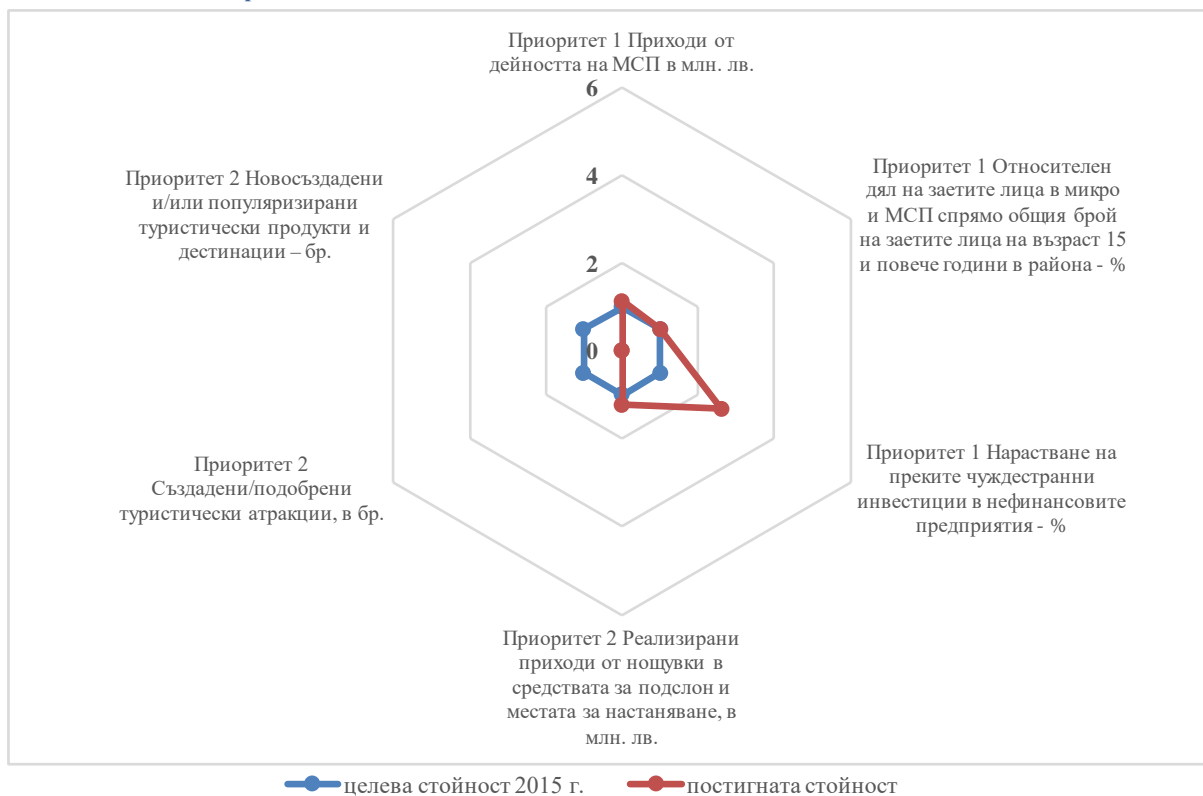 Приоритет 1 Приходи от
дейността на МСП в млн. лв.
6
4
2
0
Приоритет 1 Относителен
дял на заетите лица в микро
и МСП спрямо общия брой
на заетите лица на възраст 15
и повече години в района - %
Приоритет 1 Нарастване на
преките чуждестранни
инвестиции в нефинансовите
предприятия - %
Приоритет 2 Реализирани
приходи от нощувки в
средствата за подслон и
местата за настаняване, в
млн. лв.
Приоритет 2
Създадени/подобрени
туристически атракции, в бр.
Приоритет 2 Новосъздадени
и/или популяризирани
туристически продукти и
дестинации – бр.
целева стойност 2015 г.
постигната стойност